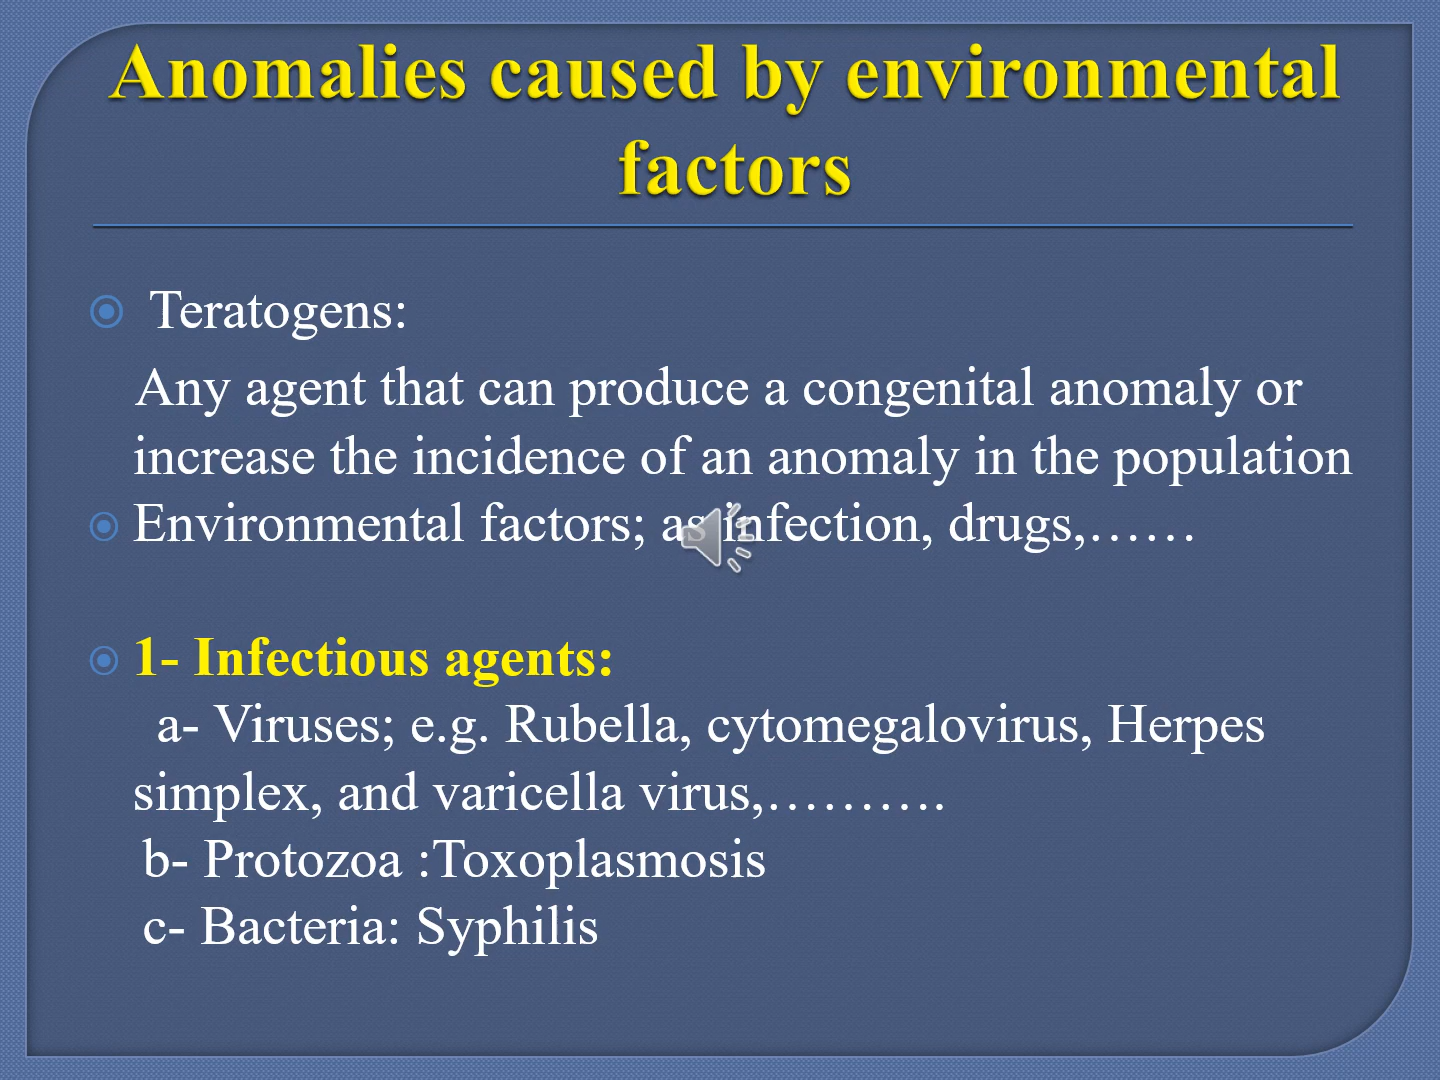 Anomalies caused by environmental
factors
Teratogens:
Any agent that can produce a congenital anomaly or
increase the incidence of an anomaly in the population
Environmental factors; as infection, drugs,……
1- Infectious agents:
a- Viruses; e.g. Rubella, cytomegalovirus, Herpes
simplex, and varicella virus,……….
b- Protozoa :Toxoplasmosis
c- Bacteria: Syphilis